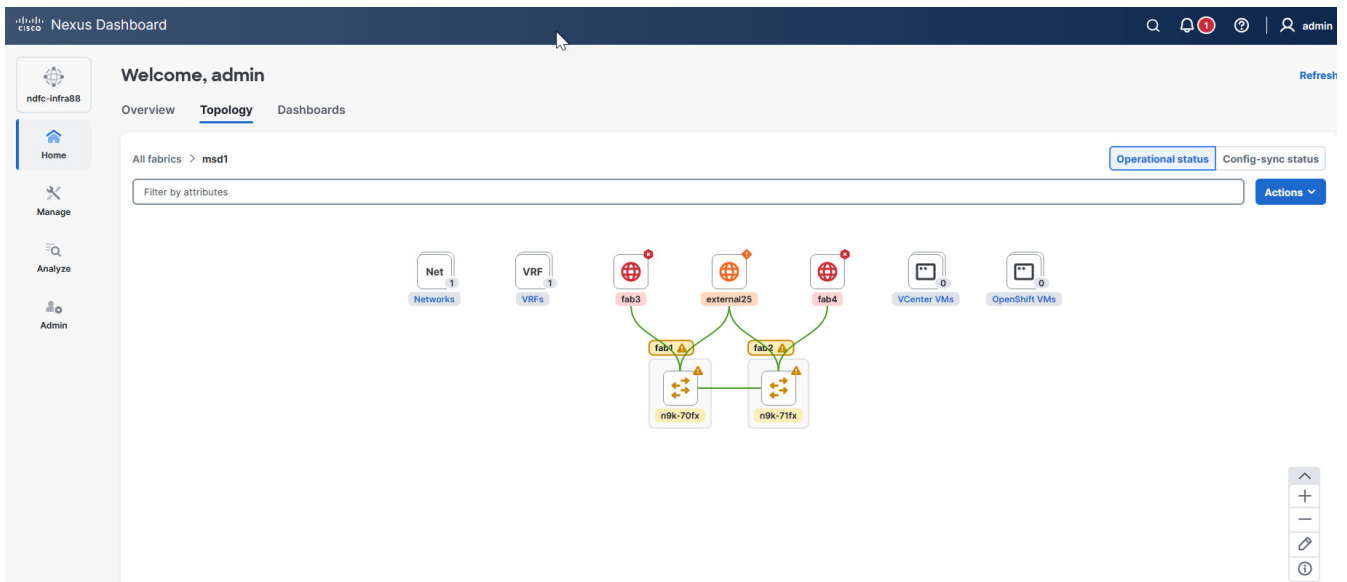 cisco Nexus Dashboard
1
admin
ndfc-infra88
Home
Manage
Analyze
Admin
Welcome, admin
Refresh
Overview Topology Dashboards
All fabrics > msd1
Operational status Config-sync status
Filter by attributes
Actions
Net 1
VRF 1
0
0
Networks VRFs fab3 external25 fab4 VCenter VMs OpenShift VMs
fab1 fab2
n9k-70fx n9k-71fx